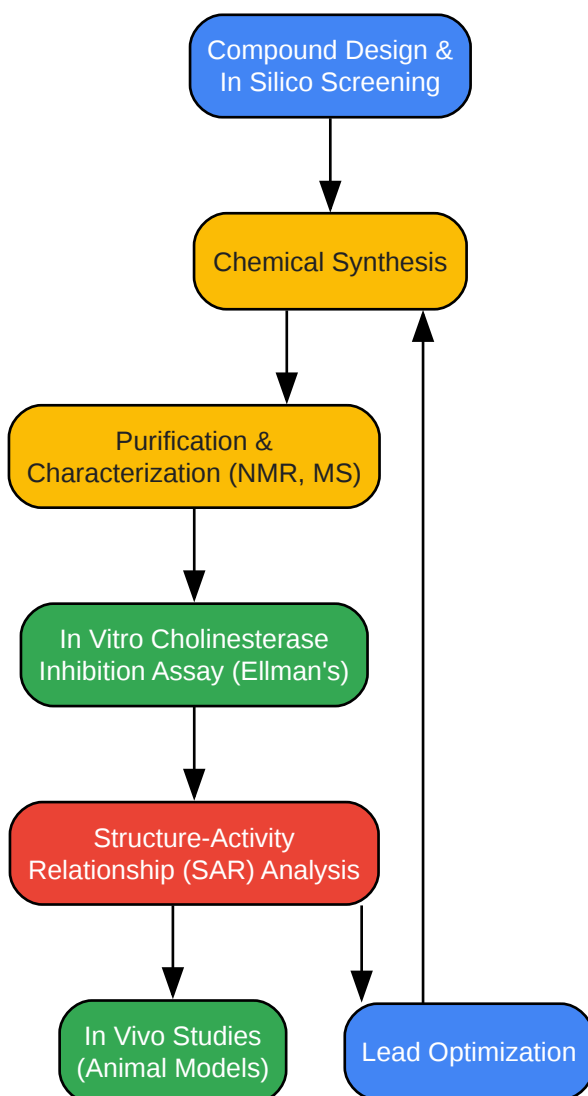 Compound Design &
In Silico Screening
Chemical Synthesis
Purification &
Characterization (NMR, MS)
In Vitro Cholinesterase
Inhibition Assay (Ellman's)
Structure-Activity
Relationship (SAR) Analysis
In Vivo Studies
(Animal Models)
Lead Optimization